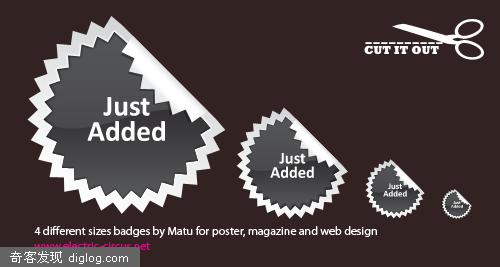 CUT IT OUT
Just
Added
Just
Added
Just
Added
Just
Added
4 different sizes badges by Matu for poster, magazine and web design
www.electric-circus.net
奇客发现 diglog.com